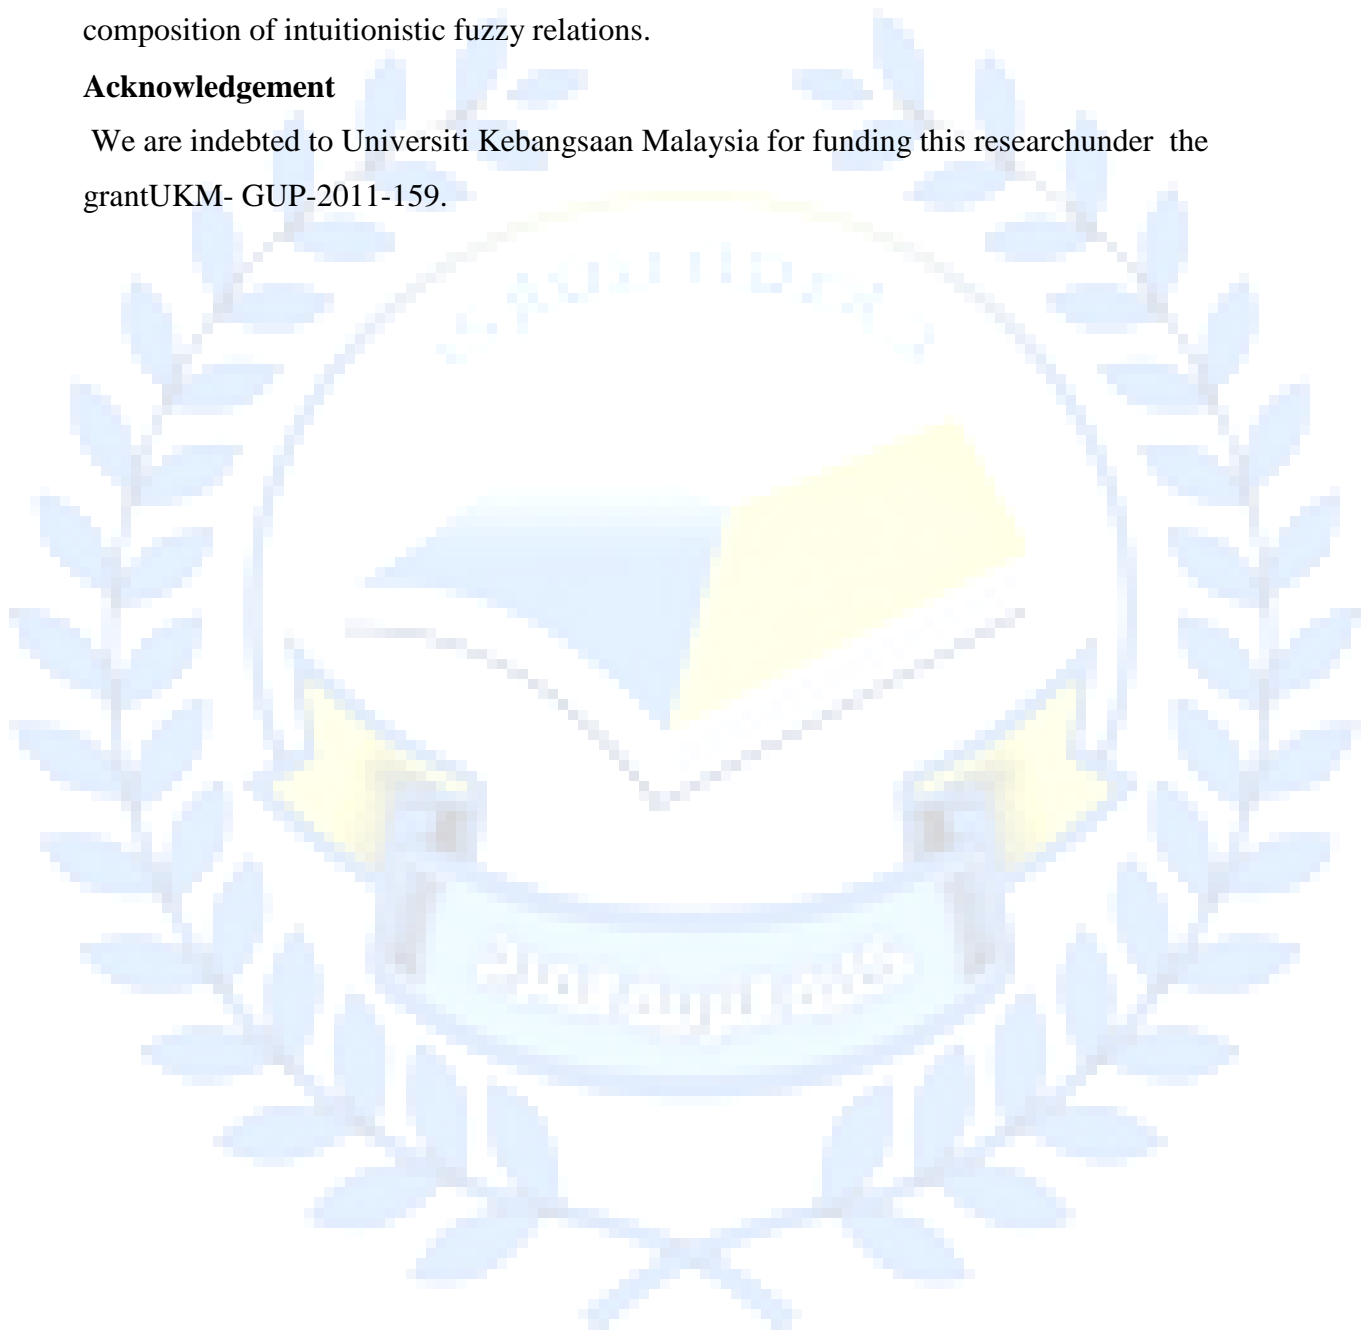 composition of intuitionistic fuzzy relations.
Acknowledgement
We are indebted to Universiti Kebangsaan Malaysia for funding this researchunder  the
grantUKM- GUP-2011-159.